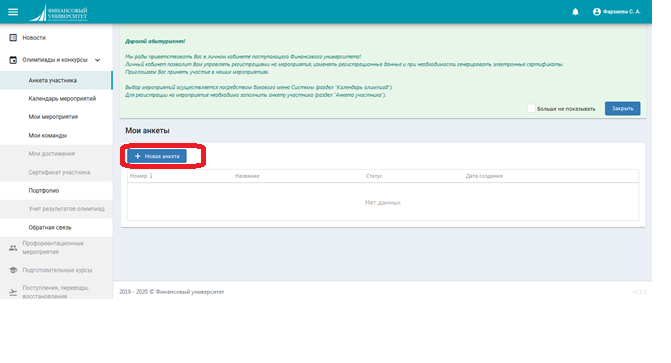 ФИНАНСОВЫЙ
УНИВЕРСИТЕТ
Фархиева С. А.
Новости
Олимпиады и конкурсы
Анкета участника
Календарь мероприятий
Мои мероприятия
Мои команды
Мои достижения
Сертификат участника
Портфолио
Учет результатов олимпиад
Обратная связь
Профориентационные
мероприятия
Подготовительные курсы
Поступления, переводы,
восстановления
Дорогой абитуриент!
Мы рады приветствовать Вас в личном кабинете поступающего Финансового университета!
Личный кабинет позволит Вам управлять регистрациями на мероприятия, изменять регистрационные данные и при необходимости генерировать электронные сертификаты.
Приглашаем Вас принять участие в наших мероприятиях.
Выбор мероприятий осуществляется посредством бокового меню Системы (раздел "Календарь олимпиад").
Для регистрации на мероприятие необходимо заполнить анкету участника (раздел "Анкета участника").
Больше не показывать
Закрыть
Мои анкеты
+ Новая анкета
Номер ↓ Название Статус Дата создания
Нет данных
2019 - 2020 © Финансовый университет